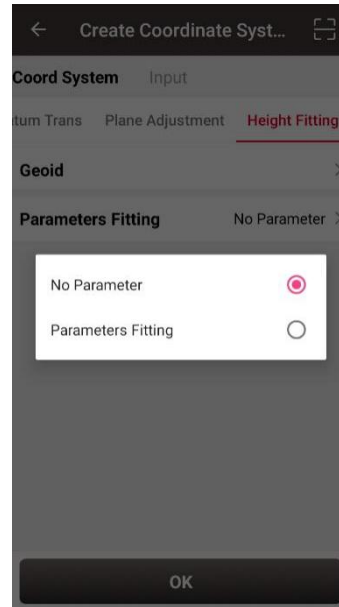 Create Coordinate Syst...
Coord System Input
tum Trans Plane Adjustment Height Fitting
Geoid
Parameters Fitting No Parameter
No Parameter
Parameters Fitting
OK